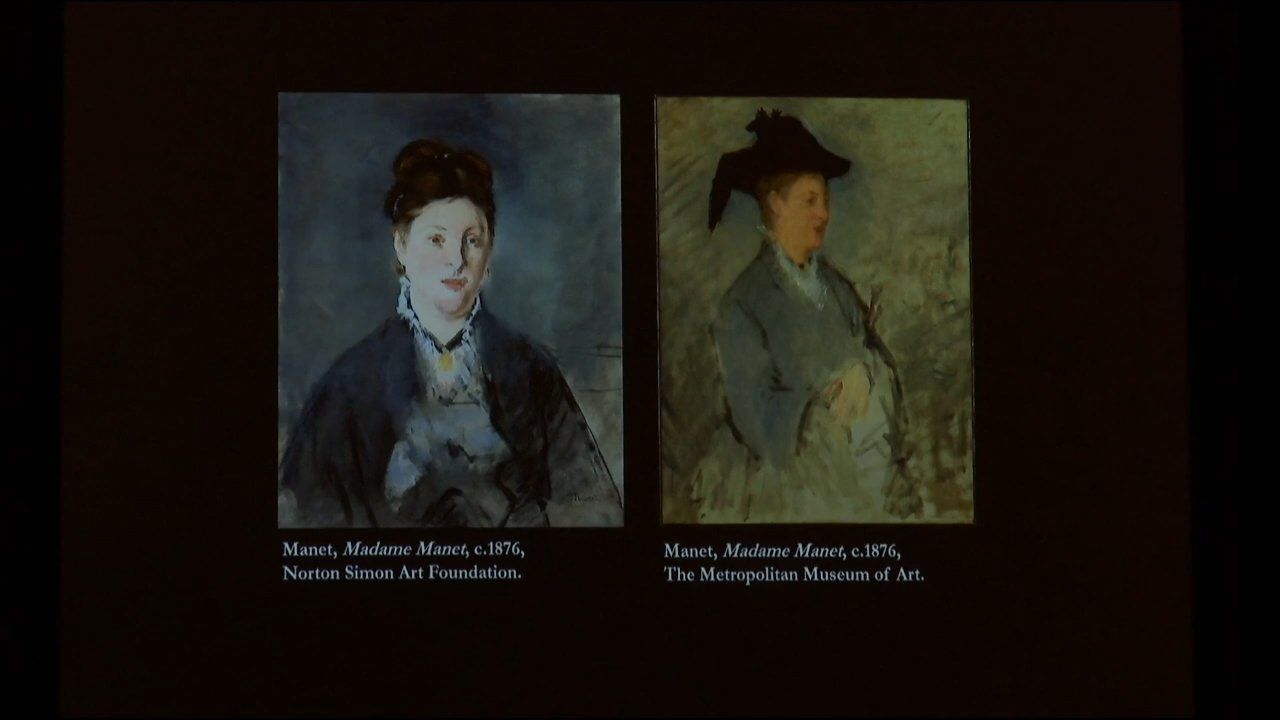 Manet, Madame Manet, c.1876,
Norton Simon Art Foundation.
Manet, Madame Manet, c.1876,
The Metropolitan Museum of Art.